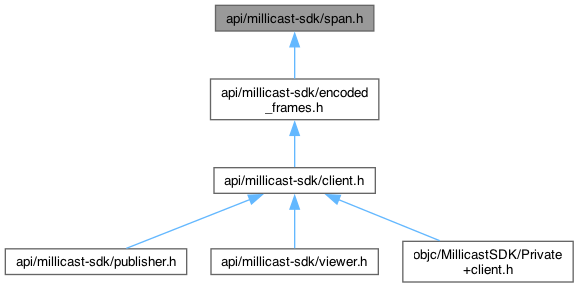 api/millicast-sdk/span.h
api/millicast-sdk/encoded
_frames.h
api/millicast-sdk/client.h
api/millicast-sdk/publisher.h
api/millicast-sdk/viewer.h
objc/MillicastSDK/Private
+client.h